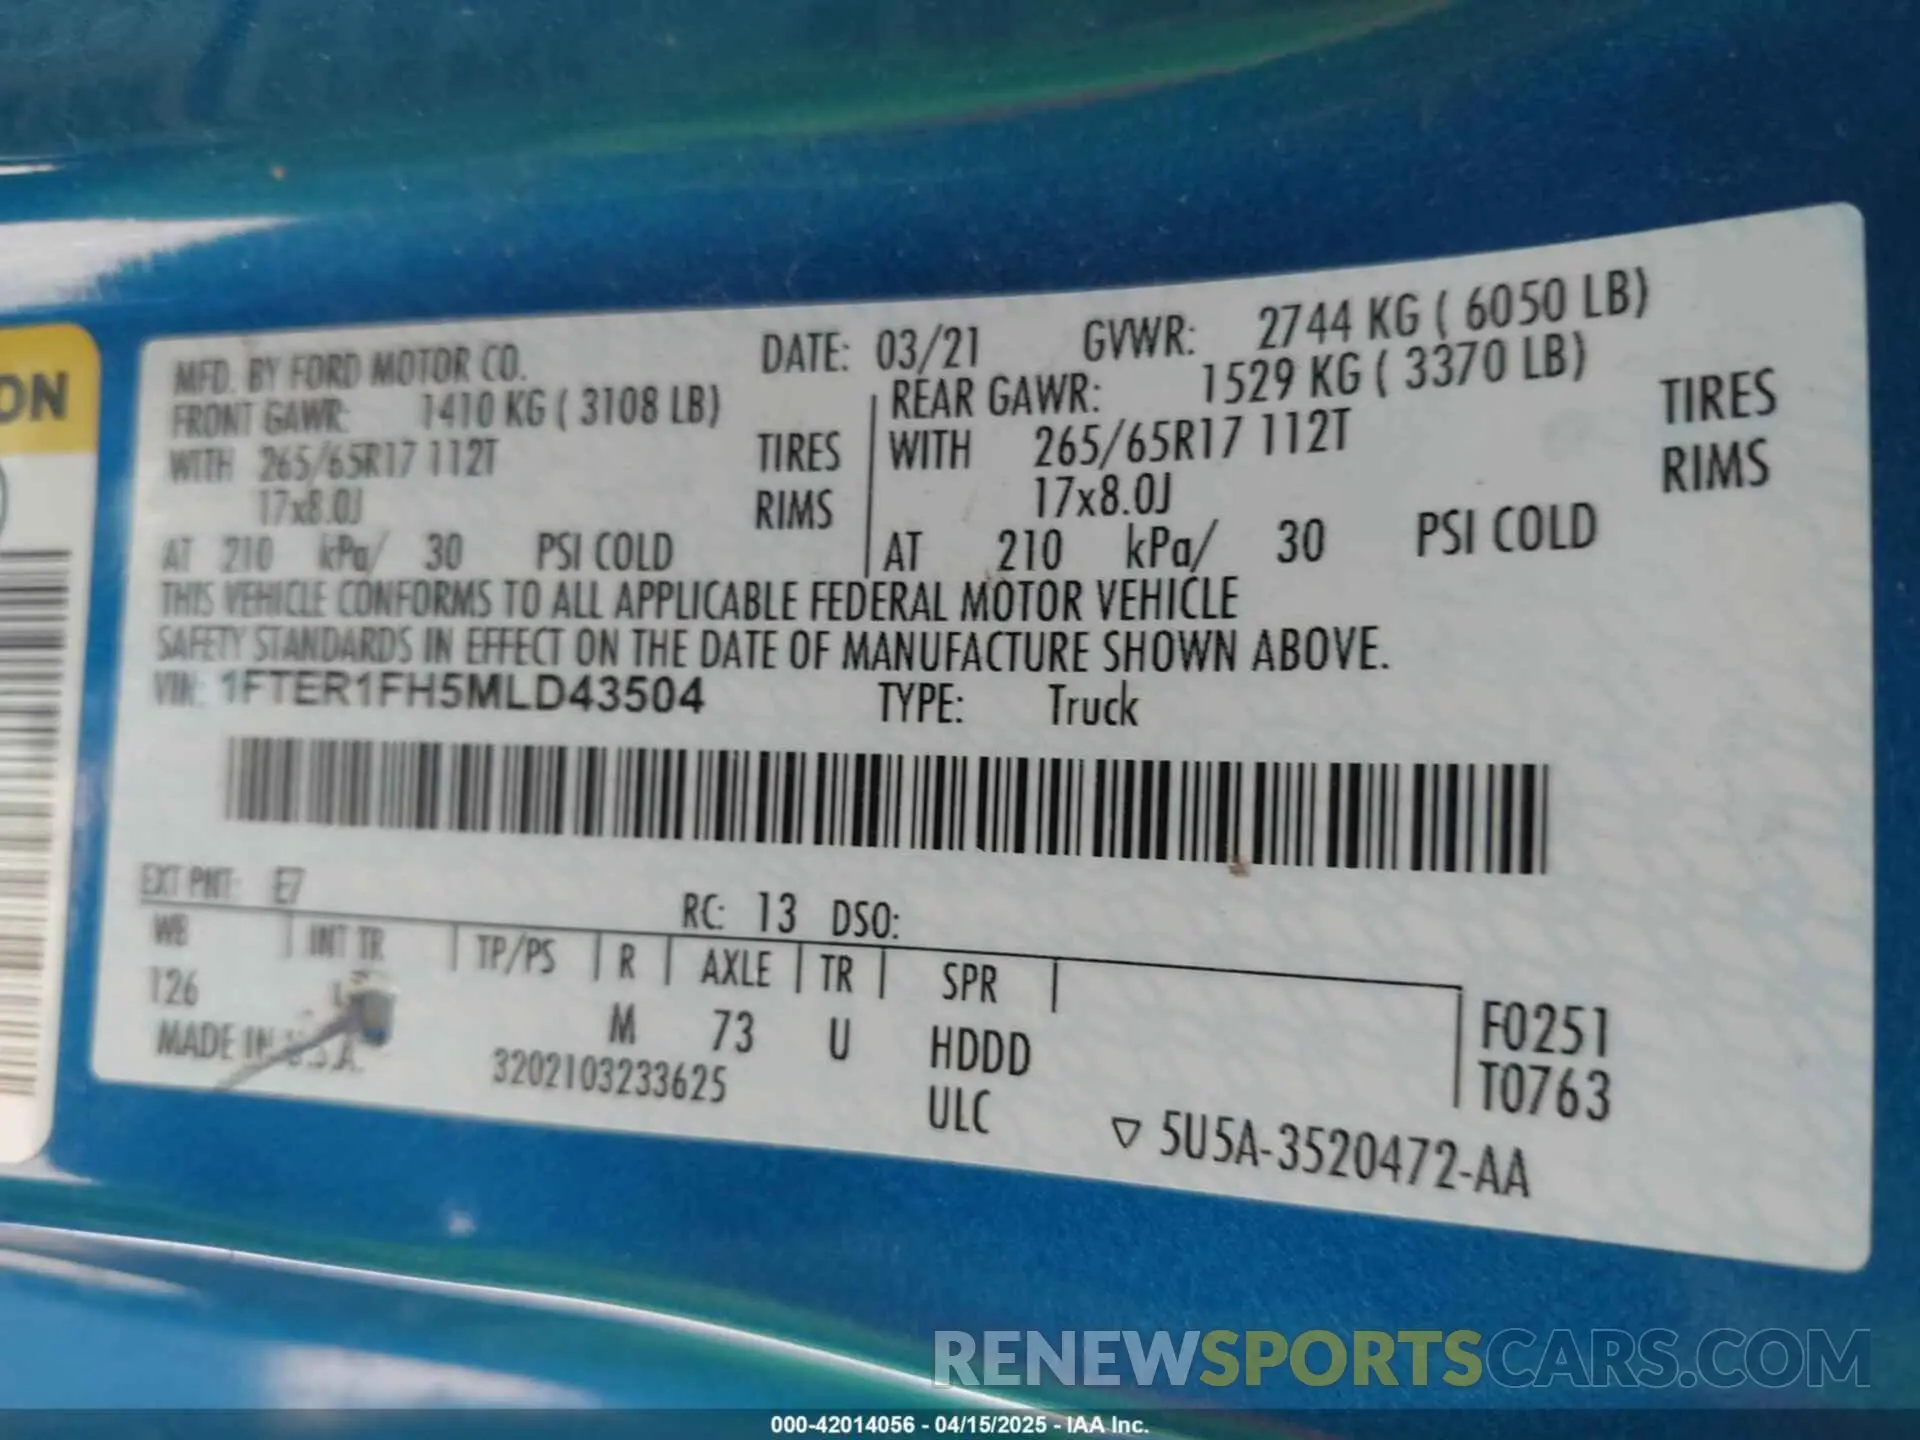 ON
MFD. BY FORD MOTOR CO. DATE: 03/21 GVWR: 2744 KG ( 6050 LB)
FRONT GAWR: 1410 KG ( 3108 LB) REAR GAWR: 1529 KG ( 3370 LB)
WITH 265/65R17 112T TIRES WITH 265/65R17 112T TIRES
17x8.0J RIMS 17x8.0J RIMS
AT 210 kPa/ 30 PSI COLD AT 210 kPa/ 30 PSI COLD
THIS VEHICLE CONFORMS TO ALL APPLICABLE FEDERAL MOTOR VEHICLE
SAFETY STANDARDS IN EFFECT ON THE DATE OF MANUFACTURE SHOWN ABOVE.
VIN: 1FTER1FH5MLD43504 TYPE: Truck
EXT PNT: E7 RC: 13 DSO:
WB INT TR TP/PS R AXLE TR SPR
126 M 73 U HDDD F0251
MADE IN U.S.A. 3202103233625 ULC T0763
▽ 5U5A-3520472-AA
RENEWSPORTSCARS.COM
000-42014056 - 04/15/2025 - IAA Inc.